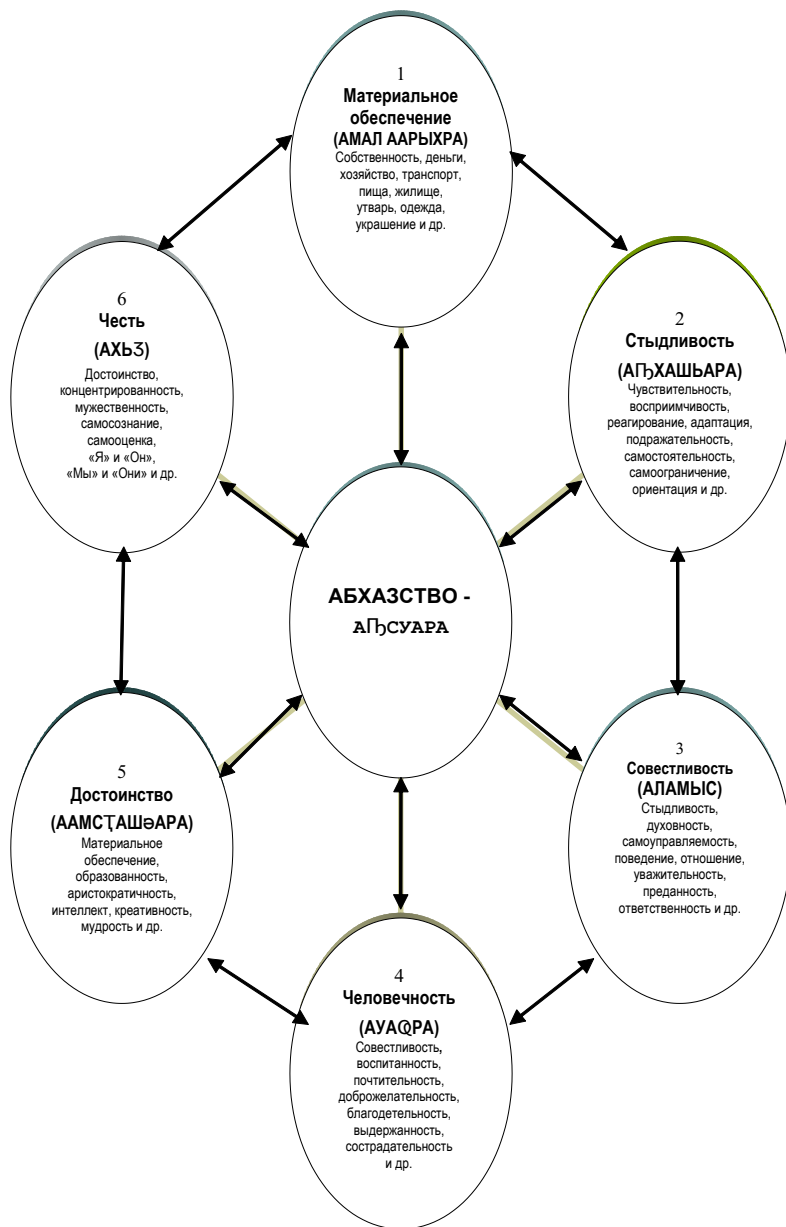 1
Материальное
обеспечение
(АМАЛ ААРЫХРА)
Собственность, деньги,
хозяйство, транспорт,
пища, жилище,
утварь, одежда,
украшение и др.
2
Стыдливость
(АԤХАШЬАРА)
Чувствительность,
восприимчивость,
реагирование, адаптация,
подражательность,
самостоятельность,
самоограничение,
ориентация и др.
3
Совестливость
(АЛАМЫС)
Стыдливость,
духовность,
самоуправляемость,
поведение, отношение,
уважительность,
преданность,
ответственность и др.
4
Человечность
(АУАҨРА)
Совестливость,
воспитанность,
почтительность,
доброжелательность,
благодетельность,
выдержанность,
сострадательность
и др.
5
Достоинство
(ААМСҬАШӘАРА)
Материальное
обеспечение,
образованность,
аристократичность,
интеллект, креативность,
мудрость и др.
6
Честь
(АХЬӠ)
Достоинство,
концентрированность,
мужественность,
самосознание,
самооценка,
«Я» и «Он»,
«Мы» и «Они» и др.
АБХАЗСТВО -
АԤСУАРА